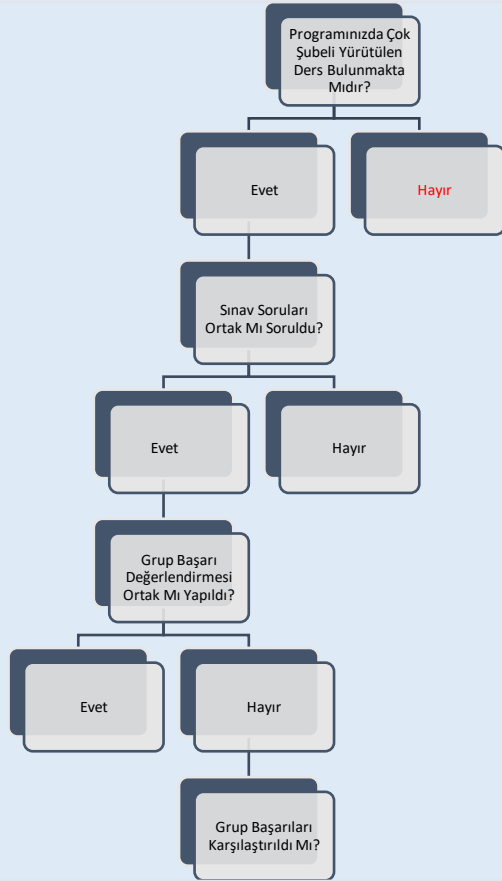 Programınızda Çok
Şubeli Yürütülen
Ders Bulunmakta
Mıdır?
Evet
Hayır
Sınav Soruları
Ortak Mı Soruldu?
Evet
Hayır
Grup Başarı
Değerlendirmesi
Ortak Mı Yapıldı?
Evet
Hayır
Grup Başarıları
Karşılaştırıldı Mı?